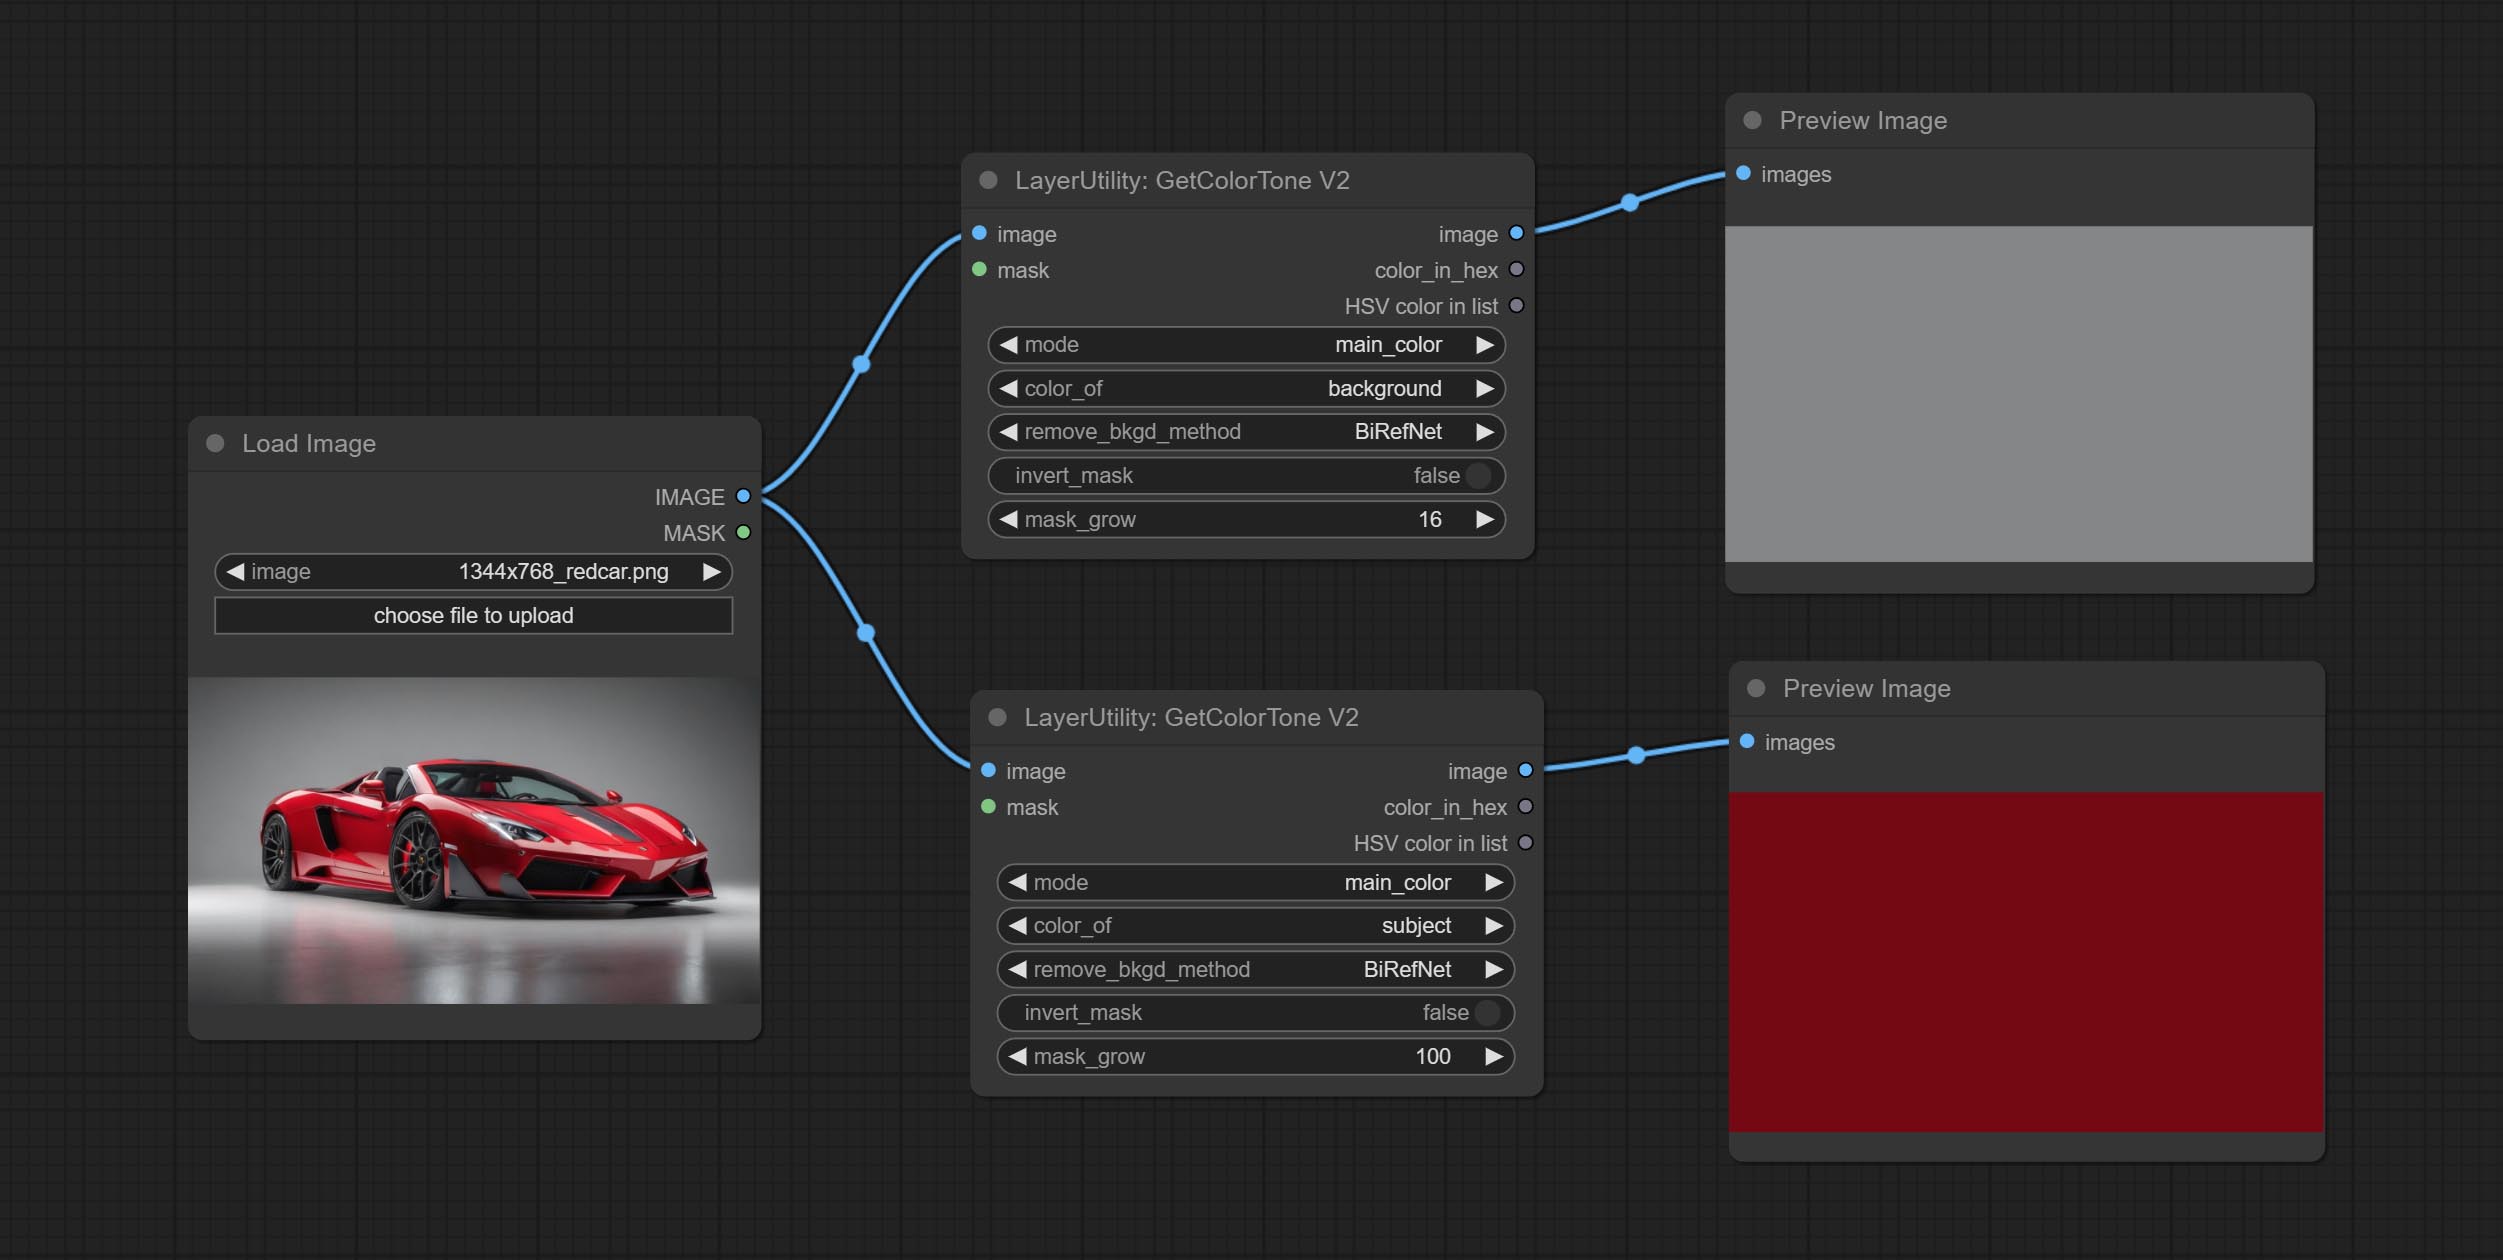 Load Image
IMAGE
MASK
image 1344x768_redcar.png
choose file to upload
LayerUtility: GetColorTone V2
image image
mask color_in_hex
HSV color in list
mode main_color
color_of background
remove_bkgd_method BiRefNet
invert_mask false
mask_grow 16
Preview Image
images
LayerUtility: GetColorTone V2
image image
mask color_in_hex
HSV color in list
mode main_color
color_of subject
remove_bkgd_method BiRefNet
invert_mask false
mask_grow 100
Preview Image
images